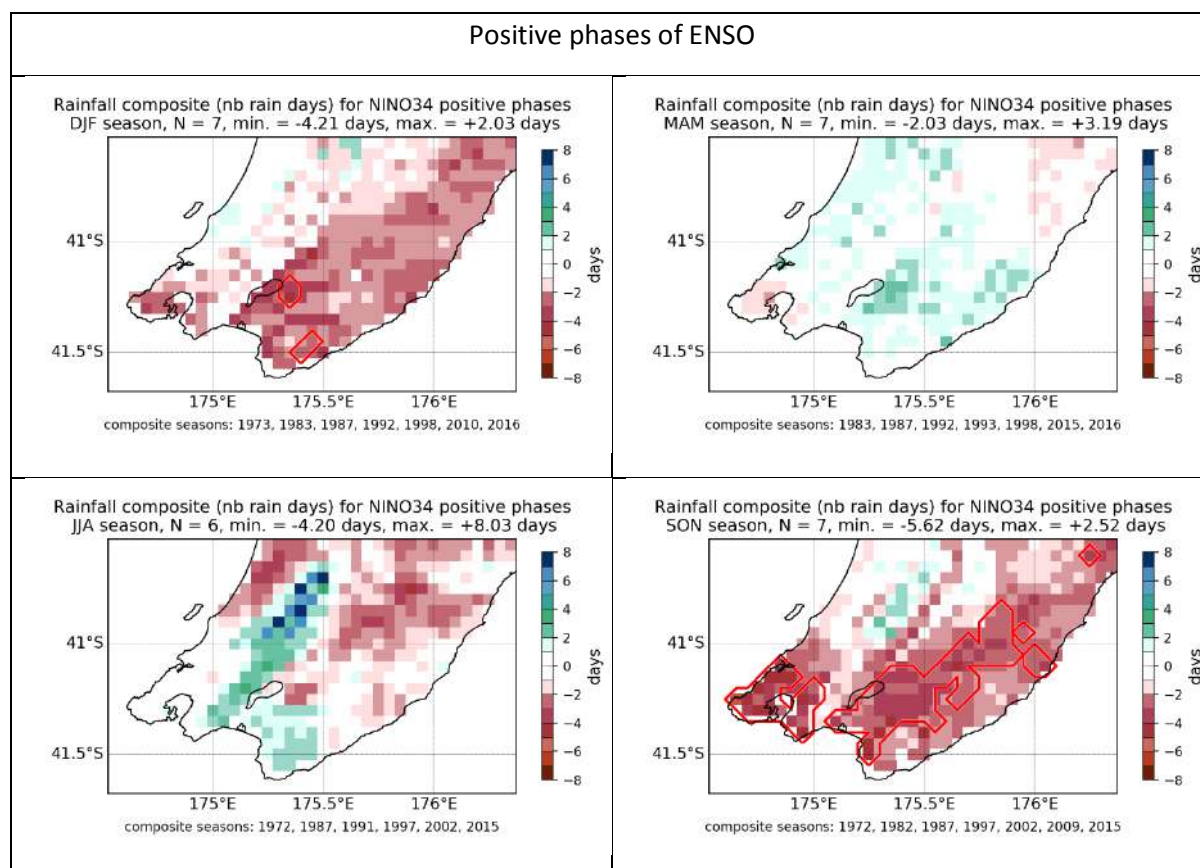 Positive phases of ENSO
Rainfall composite (nb rain days) for NINO34 positive phases
DJF season, N = 7, min. = -4.21 days, max. = +2.03 days
8
6
4
2
0
−2
−4
−6
−8
days
41°S
41.5°S
175°E
175.5°E
176°E
composite seasons: 1973, 1983, 1987, 1992, 1998, 2010, 2016
Rainfall composite (nb rain days) for NINO34 positive phases
MAM season, N = 7, min. = -2.03 days, max. = +3.19 days
8
6
4
2
0
−2
−4
−6
−8
days
41°S
41.5°S
175°E
175.5°E
176°E
composite seasons: 1983, 1987, 1992, 1993, 1998, 2015, 2016
Rainfall composite (nb rain days) for NINO34 positive phases
JJA season, N = 6, min. = -4.20 days, max. = +8.03 days
8
6
4
2
0
−2
−4
−6
−8
days
41°S
41.5°S
175°E
175.5°E
176°E
composite seasons: 1972, 1987, 1991, 1997, 2002, 2015
Rainfall composite (nb rain days) for NINO34 positive phases
SON season, N = 7, min. = -5.62 days, max. = +2.52 days
8
6
4
2
0
−2
−4
−6
−8
days
41°S
41.5°S
175°E
175.5°E
176°E
composite seasons: 1972, 1982, 1987, 1997, 2002, 2009, 2015